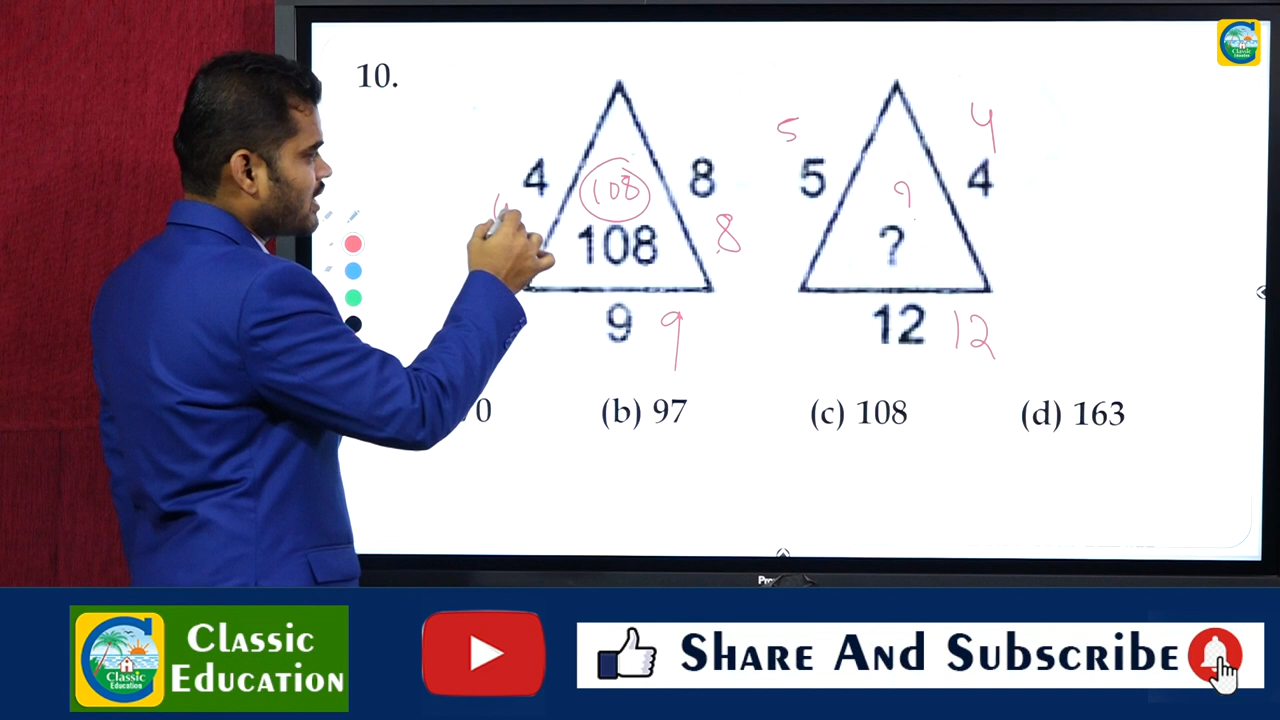 10.
4 8 5 4
108
108
?
?
9 12
5 4
8
9 12
0 (b) 97 (c) 108 (d) 163
Classic
Education
Classic
Education
Classic
Education
Share And Subscribe